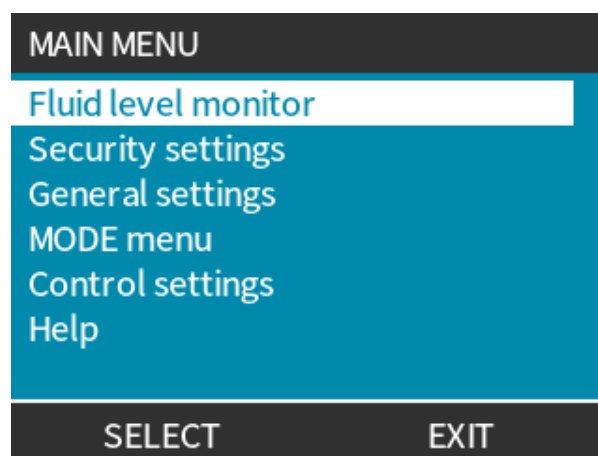 MAIN MENU
Fluid level monitor
Security settings
General settings
MODE menu
Control settings
Help
SELECT EXIT